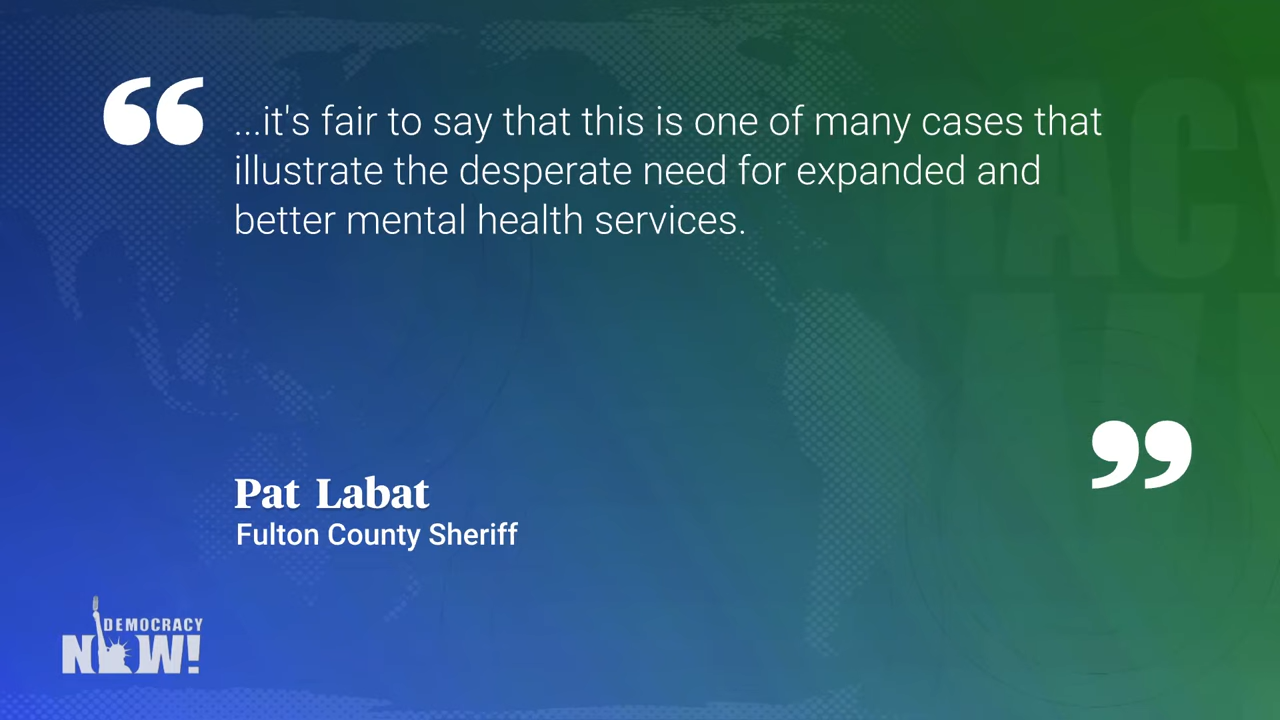 “
...it's fair to say that this is one of many cases that
illustrate the desperate need for expanded and
better mental health services.
”
Pat Labat
Fulton County Sheriff
DEMOCRACY
NOW!